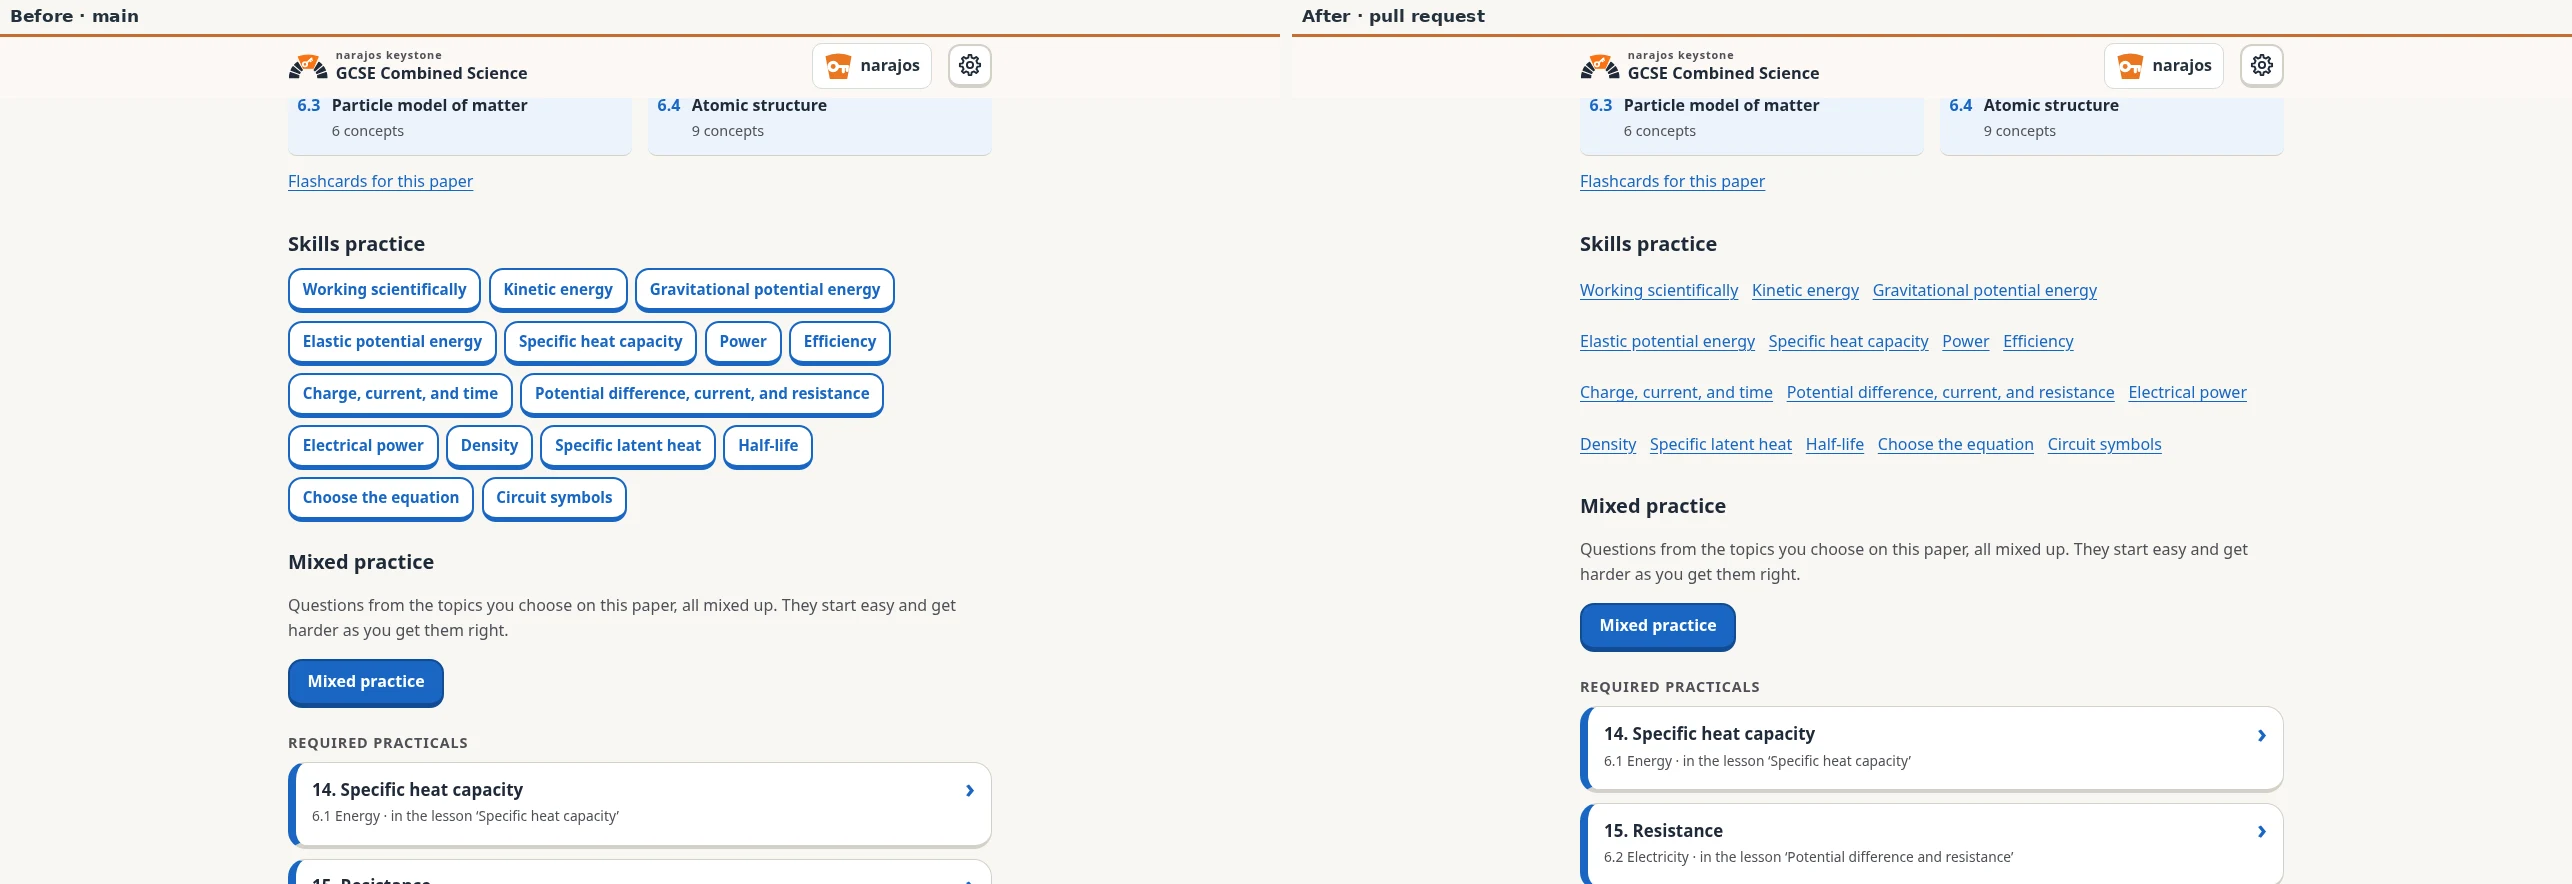 Before · main
narajos keystone
GCSE Combined Science
narajos
6.3 Particle model of matter
6 concepts
6.4 Atomic structure
9 concepts
Flashcards for this paper
Skills practice
Working scientifically Kinetic energy Gravitational potential energy
Elastic potential energy Specific heat capacity Power Efficiency
Charge, current, and time Potential difference, current, and resistance
Electrical power Density Specific latent heat Half-life
Choose the equation Circuit symbols
Mixed practice
Questions from the topics you choose on this paper, all mixed up. They start easy and get
harder as you get them right.
Mixed practice
REQUIRED PRACTICALS
14. Specific heat capacity
6.1 Energy · in the lesson ‘Specific heat capacity’
15. Resistance
After · pull request
narajos keystone
GCSE Combined Science
narajos
6.3 Particle model of matter
6 concepts
6.4 Atomic structure
9 concepts
Flashcards for this paper
Skills practice
Working scientifically Kinetic energy Gravitational potential energy
Elastic potential energy Specific heat capacity Power Efficiency
Charge, current, and time Potential difference, current, and resistance Electrical power
Density Specific latent heat Half-life Choose the equation Circuit symbols
Mixed practice
Questions from the topics you choose on this paper, all mixed up. They start easy and get
harder as you get them right.
Mixed practice
REQUIRED PRACTICALS
14. Specific heat capacity
6.1 Energy · in the lesson ‘Specific heat capacity’
15. Resistance
6.2 Electricity · in the lesson ‘Potential difference and resistance’